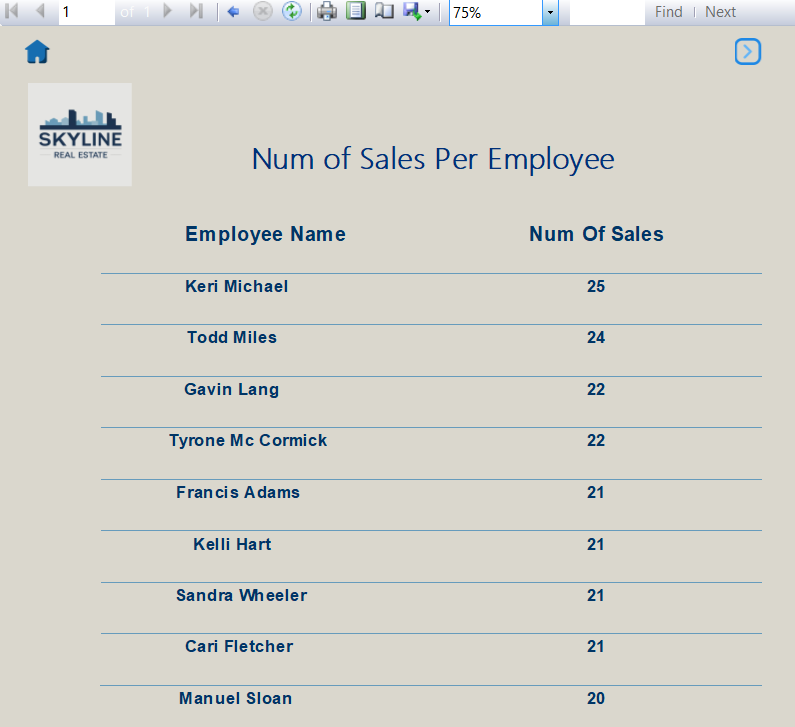 1 of 1 75% Find Next
SKYLINE
REAL ESTATE
Num of Sales Per Employee
Employee Name Num Of Sales
Keri Michael 25
Todd Miles 24
Gavin Lang 22
Tyrone Mc Cormick 22
Francis Adams 21
Kelli Hart 21
Sandra Wheeler 21
Cari Fletcher 21
Manuel Sloan 20